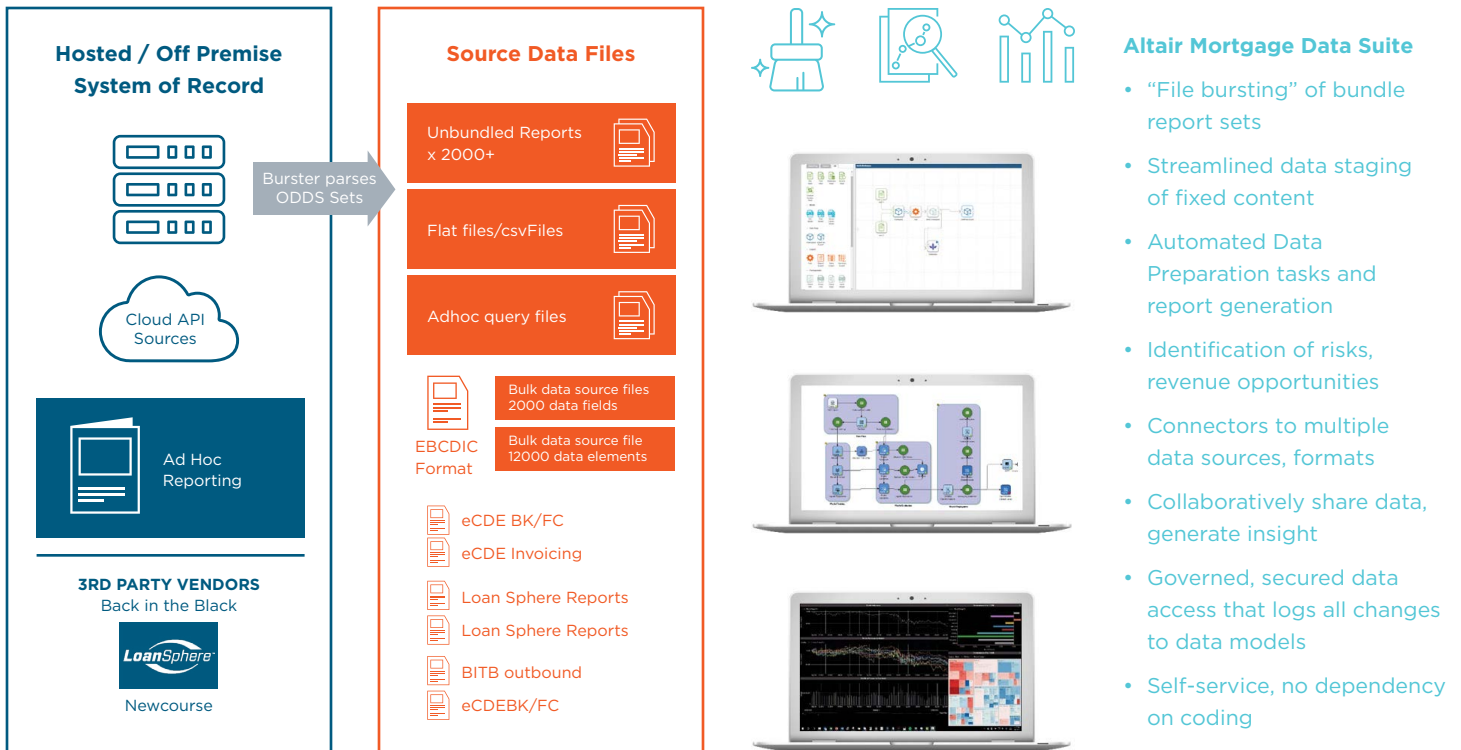 Hosted / Off Premise
System of Record
Cloud API
Sources
Ad Hoc
Reporting
3RD PARTY VENDORS
Back in the Black
LoanSphere
Newcourse
Burster parses
ODDS Sets
Source Data Files
Unbundled Reports
x 2000+
Flat files/csvFiles
Adhoc query files
EBCDIC
Format
Bulk data source files
2000 data fields
Bulk data source file
12000 data elements
eCDE BK/FC
eCDE Invoicing
Loan Sphere Reports
Loan Sphere Reports
BITB outbound
eCDEBK/FC
Altair Mortgage Data Suite
• “File bursting” of bundle
report sets
• Streamlined data staging
of fixed content
• Automated Data
Preparation tasks and
report generation
• Identification of risks,
revenue opportunities
• Connectors to multiple
data sources, formats
• Collaboratively share data,
generate insight
• Governed, secured data
access that logs all changes
to data models
• Self-service, no dependency
on coding